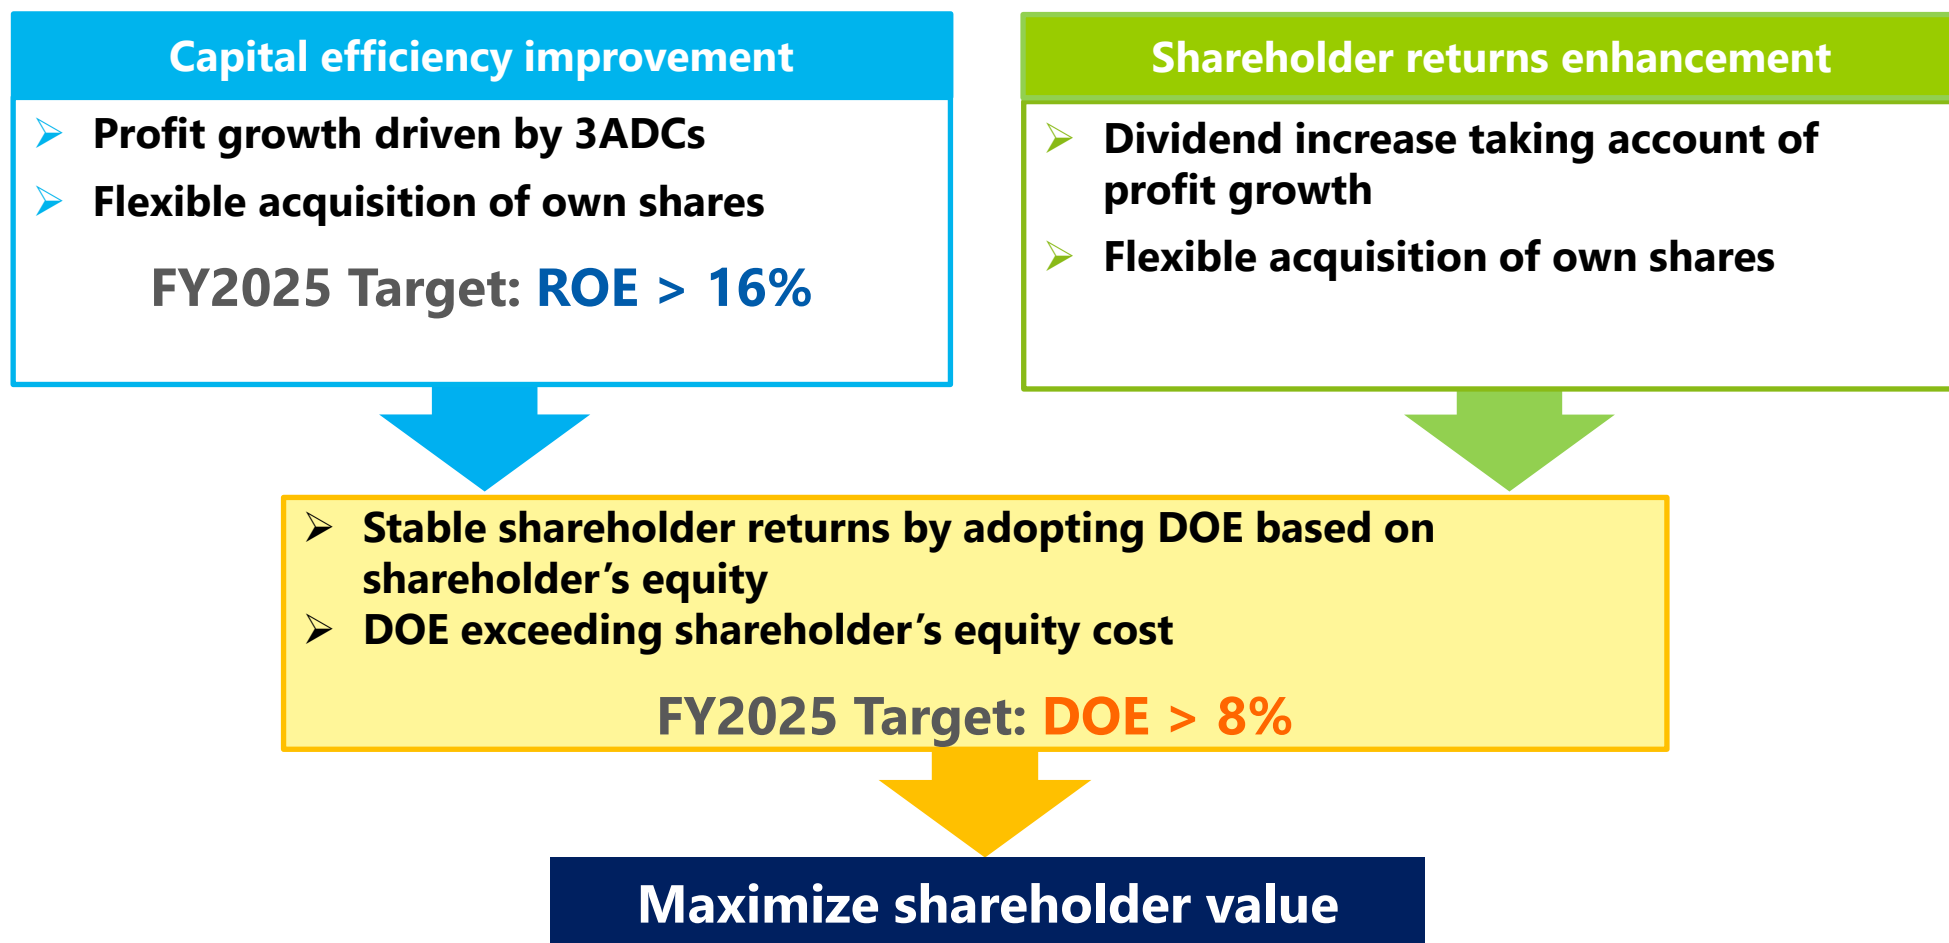 Capital efficiency improvement
➢ Profit growth driven by 3ADCs
➢ Flexible acquisition of own shares
FY2025 Target: ROE > 16%
Shareholder returns enhancement
➢ Dividend increase taking account of
profit growth
➢ Flexible acquisition of own shares
➢ Stable shareholder returns by adopting DOE based on
shareholder’s equity
➢ DOE exceeding shareholder’s equity cost
FY2025 Target: DOE > 8%
Maximize shareholder value